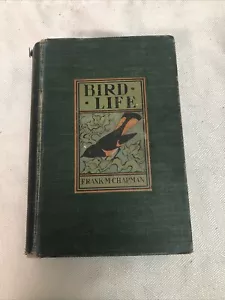 BIRD
· LIFE ·
FRANK M CHAPMAN